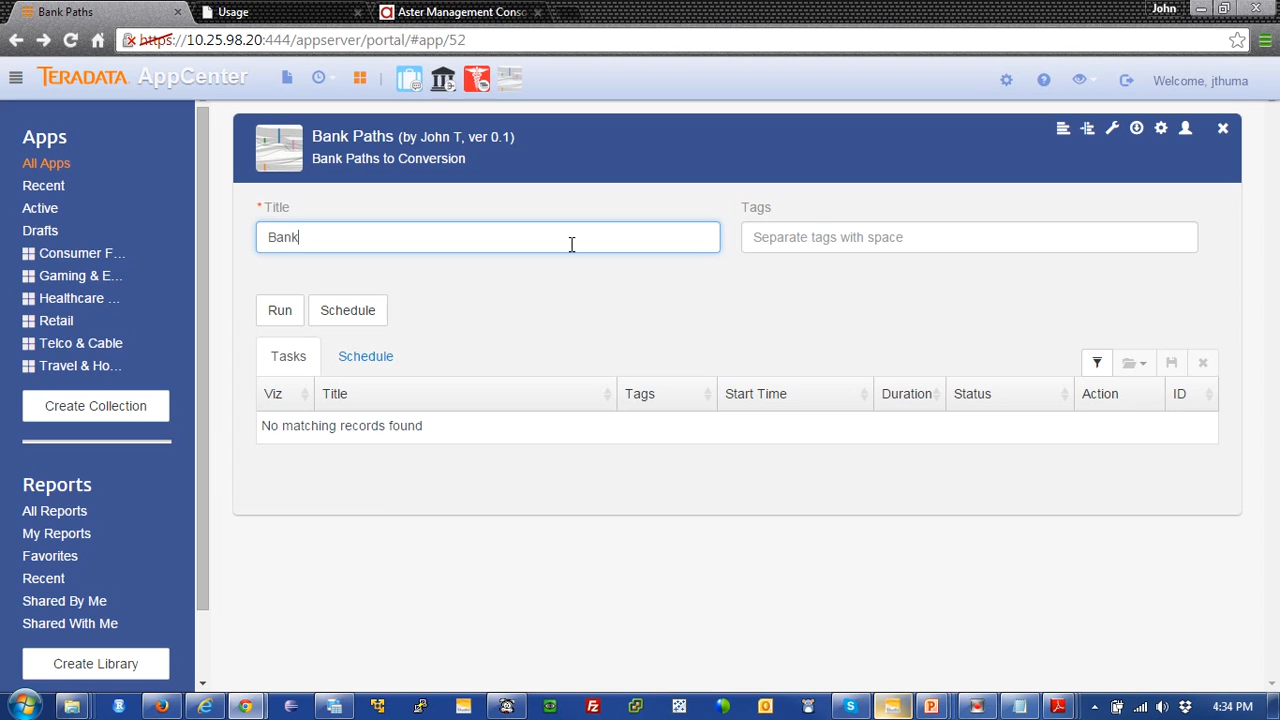 Bank Paths
Usage
Aster Management Conso
John
https://10.25.98.20:444/appserver/portal/#app/52
TERADATA AppCenter
Welcome, jthuma
Apps
All Apps
Recent
Active
Drafts
Consumer F...
Gaming & E...
Healthcare ...
Retail
Telco & Cable
Travel & Ho...
Create Collection
Reports
All Reports
My Reports
Favorites
Recent
Shared By Me
Shared With Me
Create Library
Bank Paths (by John T, ver 0.1)
Bank Paths to Conversion
* Title
Tags
Bank
Separate tags with space
Run
Schedule
Tasks
Schedule
Viz
Title
Tags
Start Time
Duration
Status
Action
ID
No matching records found
4:34 PM